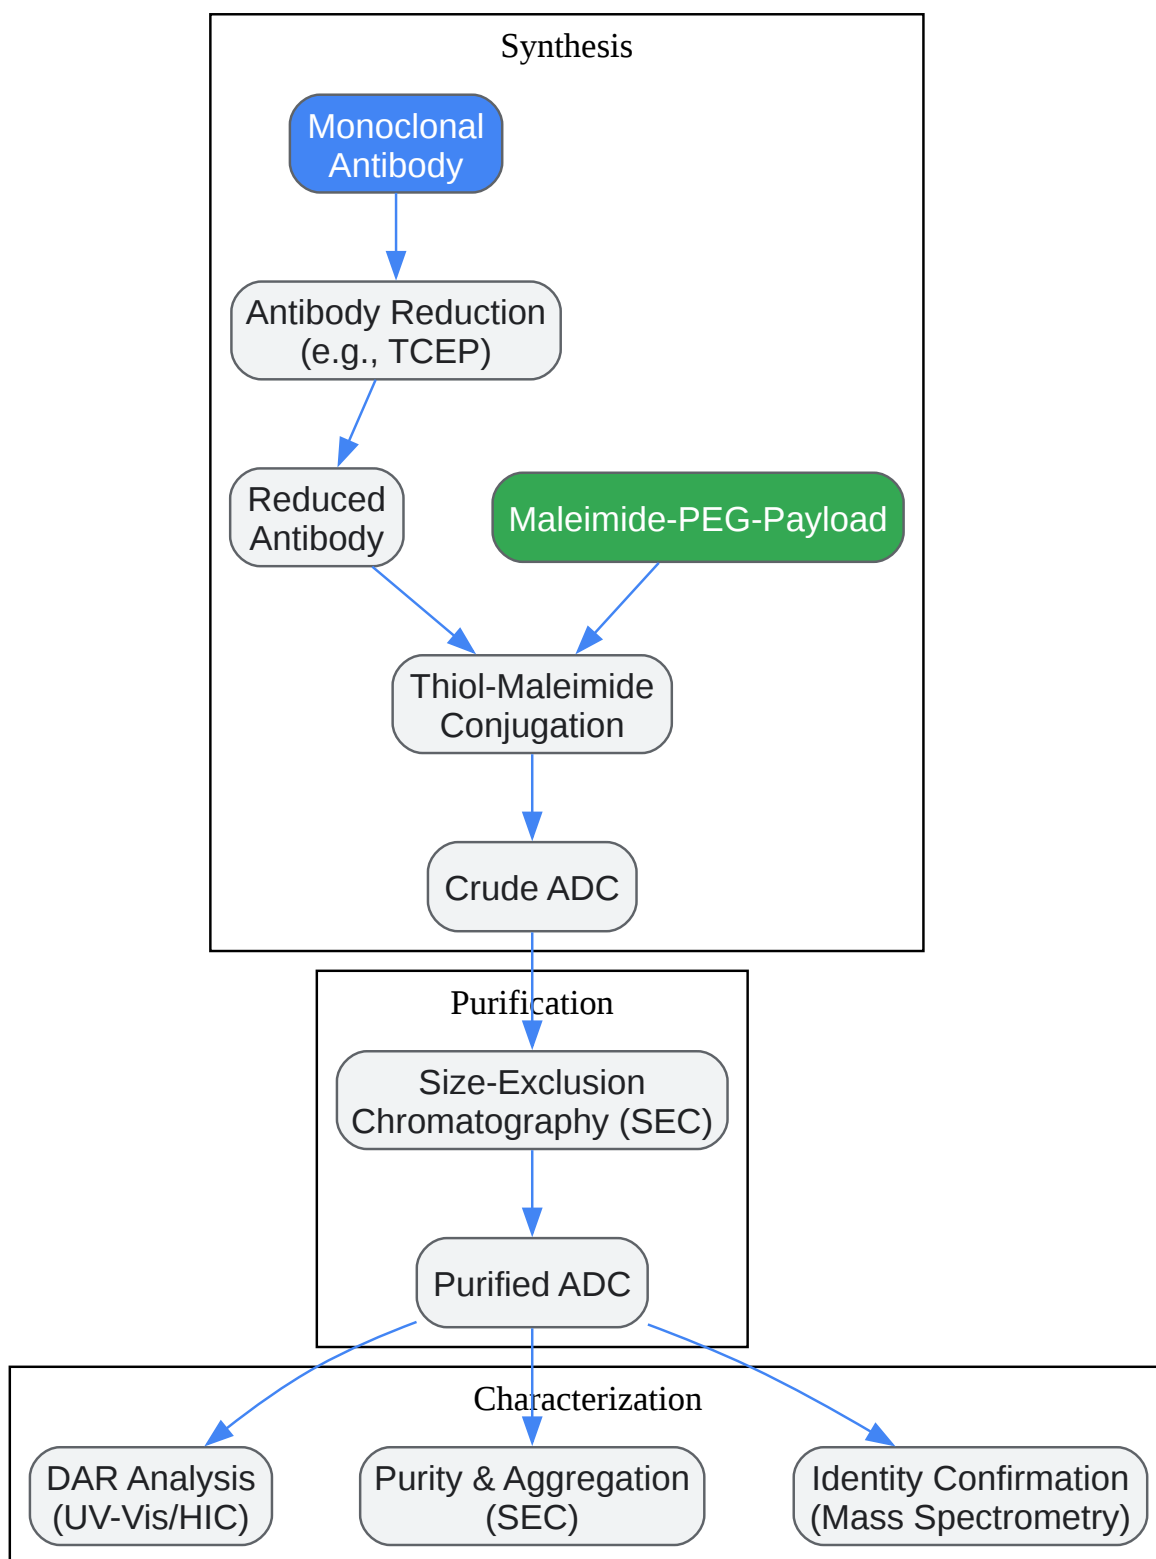 Synthesis
Monoclonal
Antibody
Antibody Reduction
(e.g., TCEP)
Reduced
Antibody
Maleimide-PEG-Payload
Thiol-Maleimide
Conjugation
Crude ADC
Purification
Size-Exclusion
Chromatography (SEC)
Purified ADC
Characterization
DAR Analysis
(UV-Vis/HIC)
Purity & Aggregation
(SEC)
Identity Confirmation
(Mass Spectrometry)